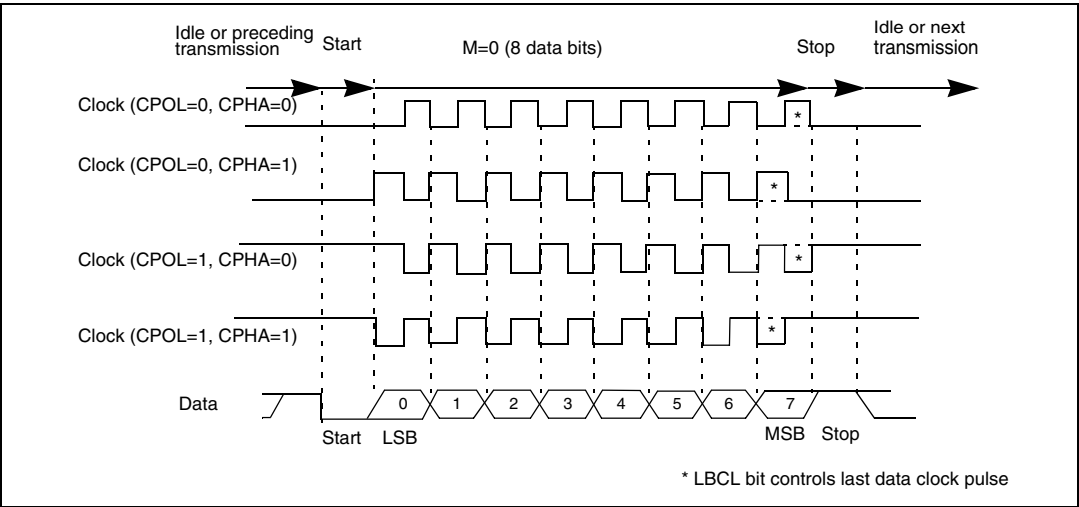 Idle or preceding
transmission
Start
M=0 (8 data bits)
Stop
Idle or next
transmission
Clock (CPOL=0, CPHA=0)
*
Clock (CPOL=0, CPHA=1)
*
Clock (CPOL=1, CPHA=0)
*
Clock (CPOL=1, CPHA=1)
*
Data
0 1 2 3 4 5 6 7
Start LSB MSB Stop
* LBCL bit controls last data clock pulse